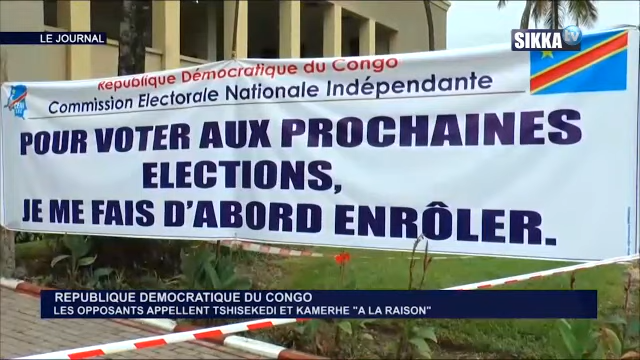 LE JOURNAL
SIKKA TV
République Démocratique du Congo
Commission Electorale Nationale Indépendante
POUR VOTER AUX PROCHAINES
ELECTIONS,
JE ME FAIS D'ABORD ENRÔLER.
REPUBLIQUE DEMOCRATIQUE DU CONGO
LES OPPOSANTS APPELLENT TSHISEKEDI ET KAMERHE "A LA RAISON"